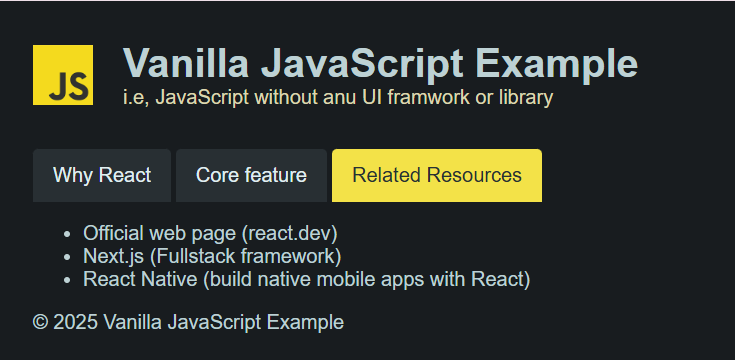 JS
Vanilla JavaScript Example
i.e, JavaScript without anu UI framwork or library
Why React
Core feature
Related Resources
• Official web page (react.dev)
• Next.js (Fullstack framework)
• React Native (build native mobile apps with React)
© 2025 Vanilla JavaScript Example